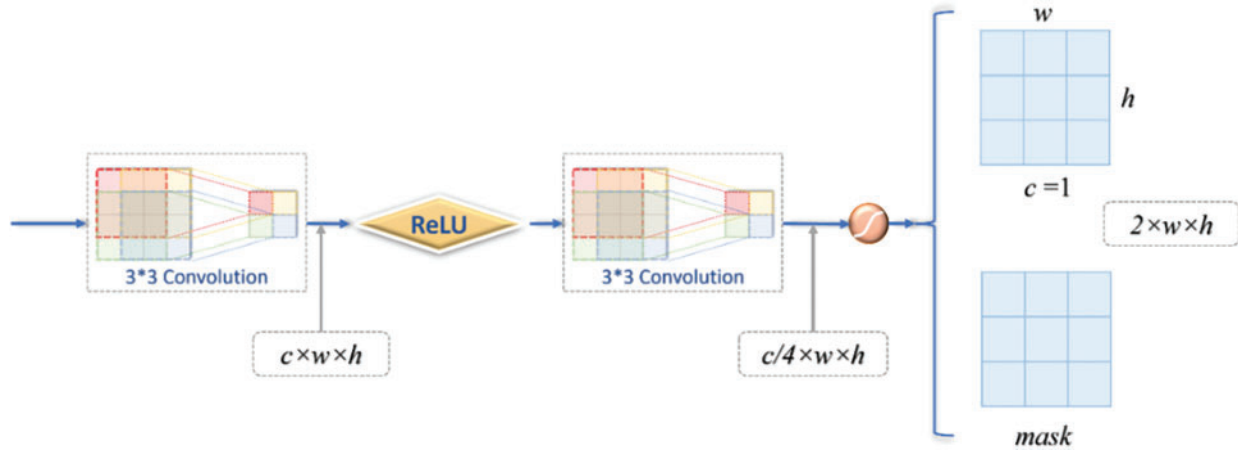 3*3 Convolution
c×w×h
ReLU
3*3 Convolution
c/4×w×h
w
h
c=1
2×w×h
mask